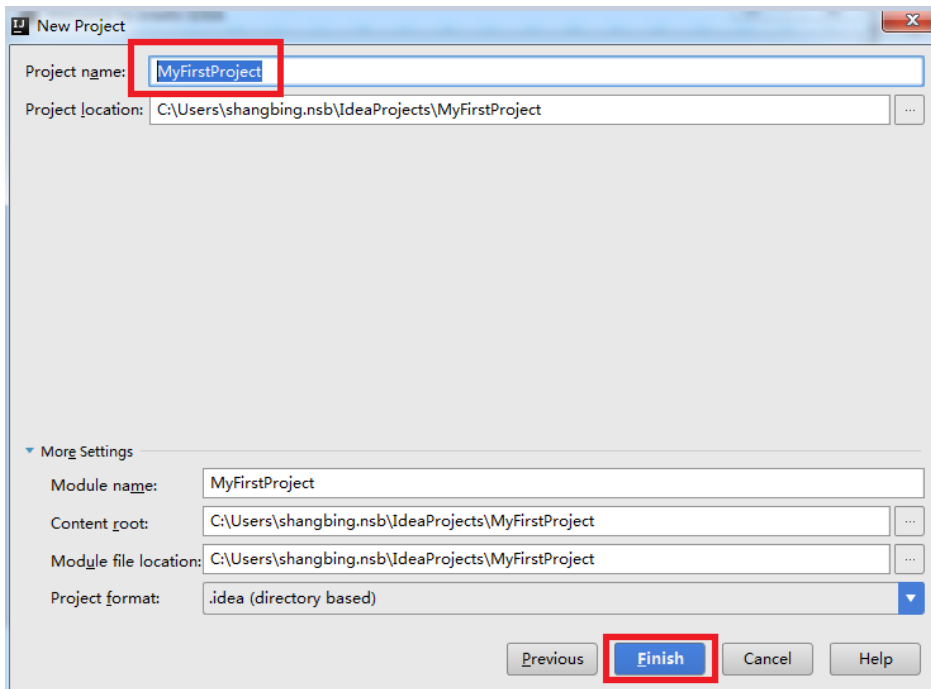 New Project
Project name: MyFirstProject
Project location: C:\Users\shangbing.nsb\IdeaProjects\MyFirstProject ...
More Settings
Module name: MyFirstProject
Content root: C:\Users\shangbing.nsb\IdeaProjects\MyFirstProject ...
Module file location: C:\Users\shangbing.nsb\IdeaProjects\MyFirstProject ...
Project format: .idea (directory based)
Previous Finish Cancel Help